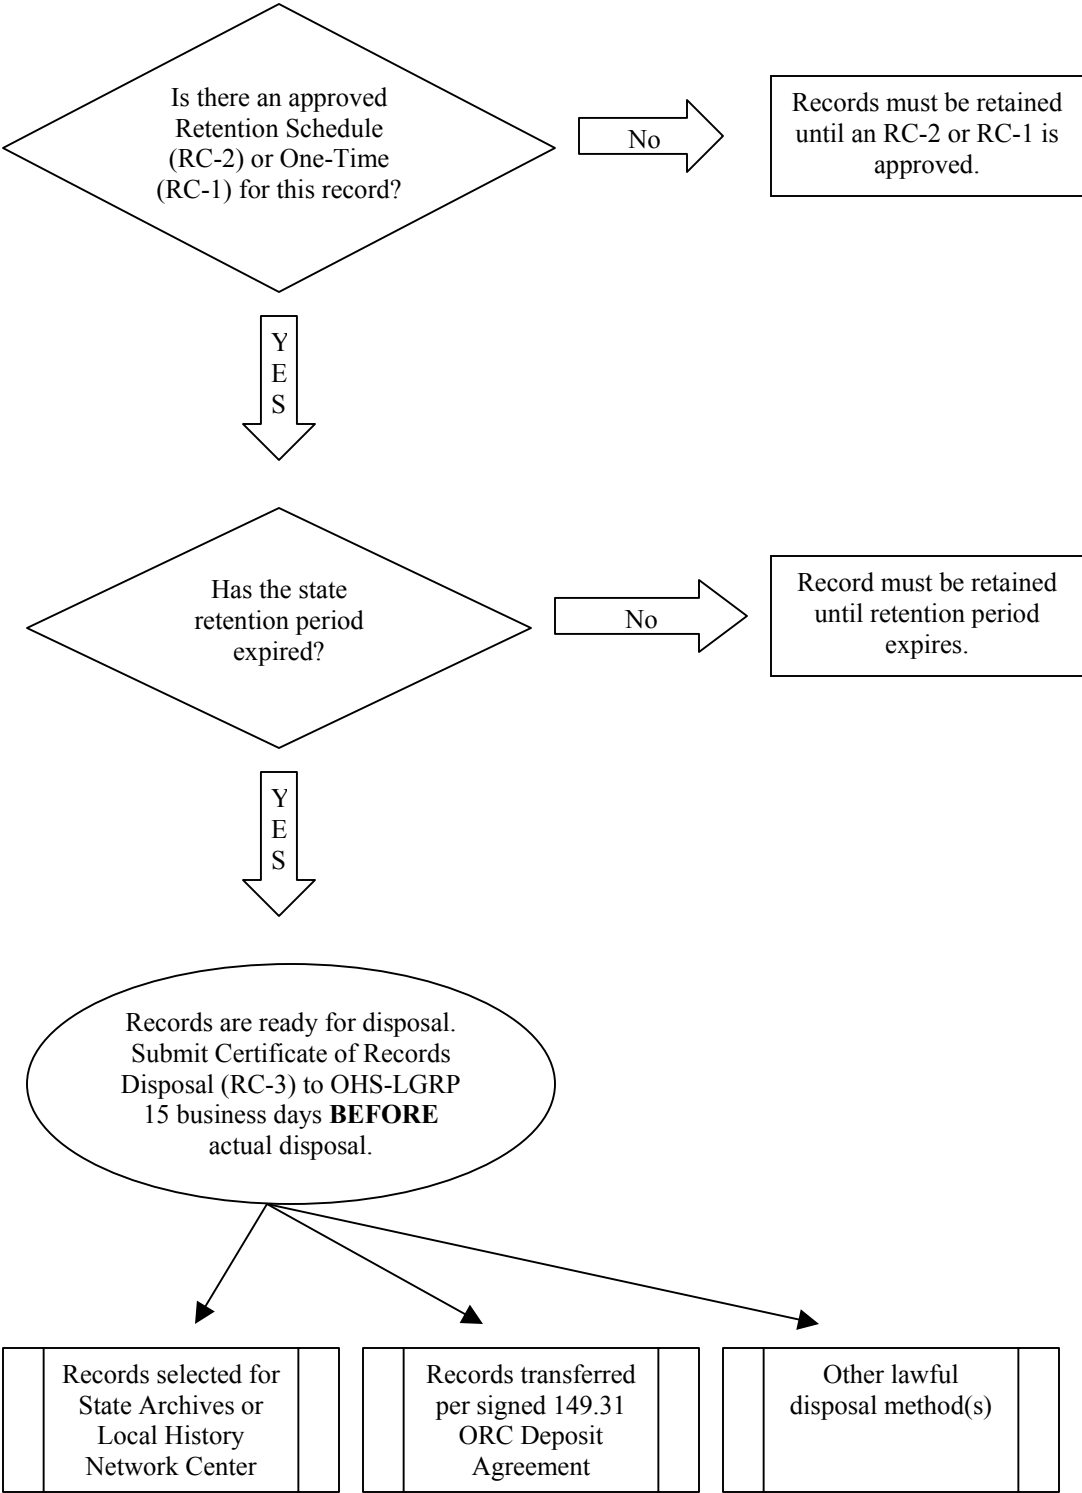 Is there an approved
Retention Schedule
(RC-2) or One-Time
(RC-1) for this record?
No
Records must be retained
until an RC-2 or RC-1 is
approved.
Y
E
S
Has the state
retention period
expired?
No
Record must be retained
until retention period
expires.
Y
E
S
Records are ready for disposal.
Submit Certificate of Records
Disposal (RC-3) to OHS-LGRP
15 business days BEFORE
actual disposal.
Records selected for
State Archives or
Local History
Network Center
Records transferred
per signed 149.31
ORC Deposit
Agreement
Other lawful
disposal method(s)